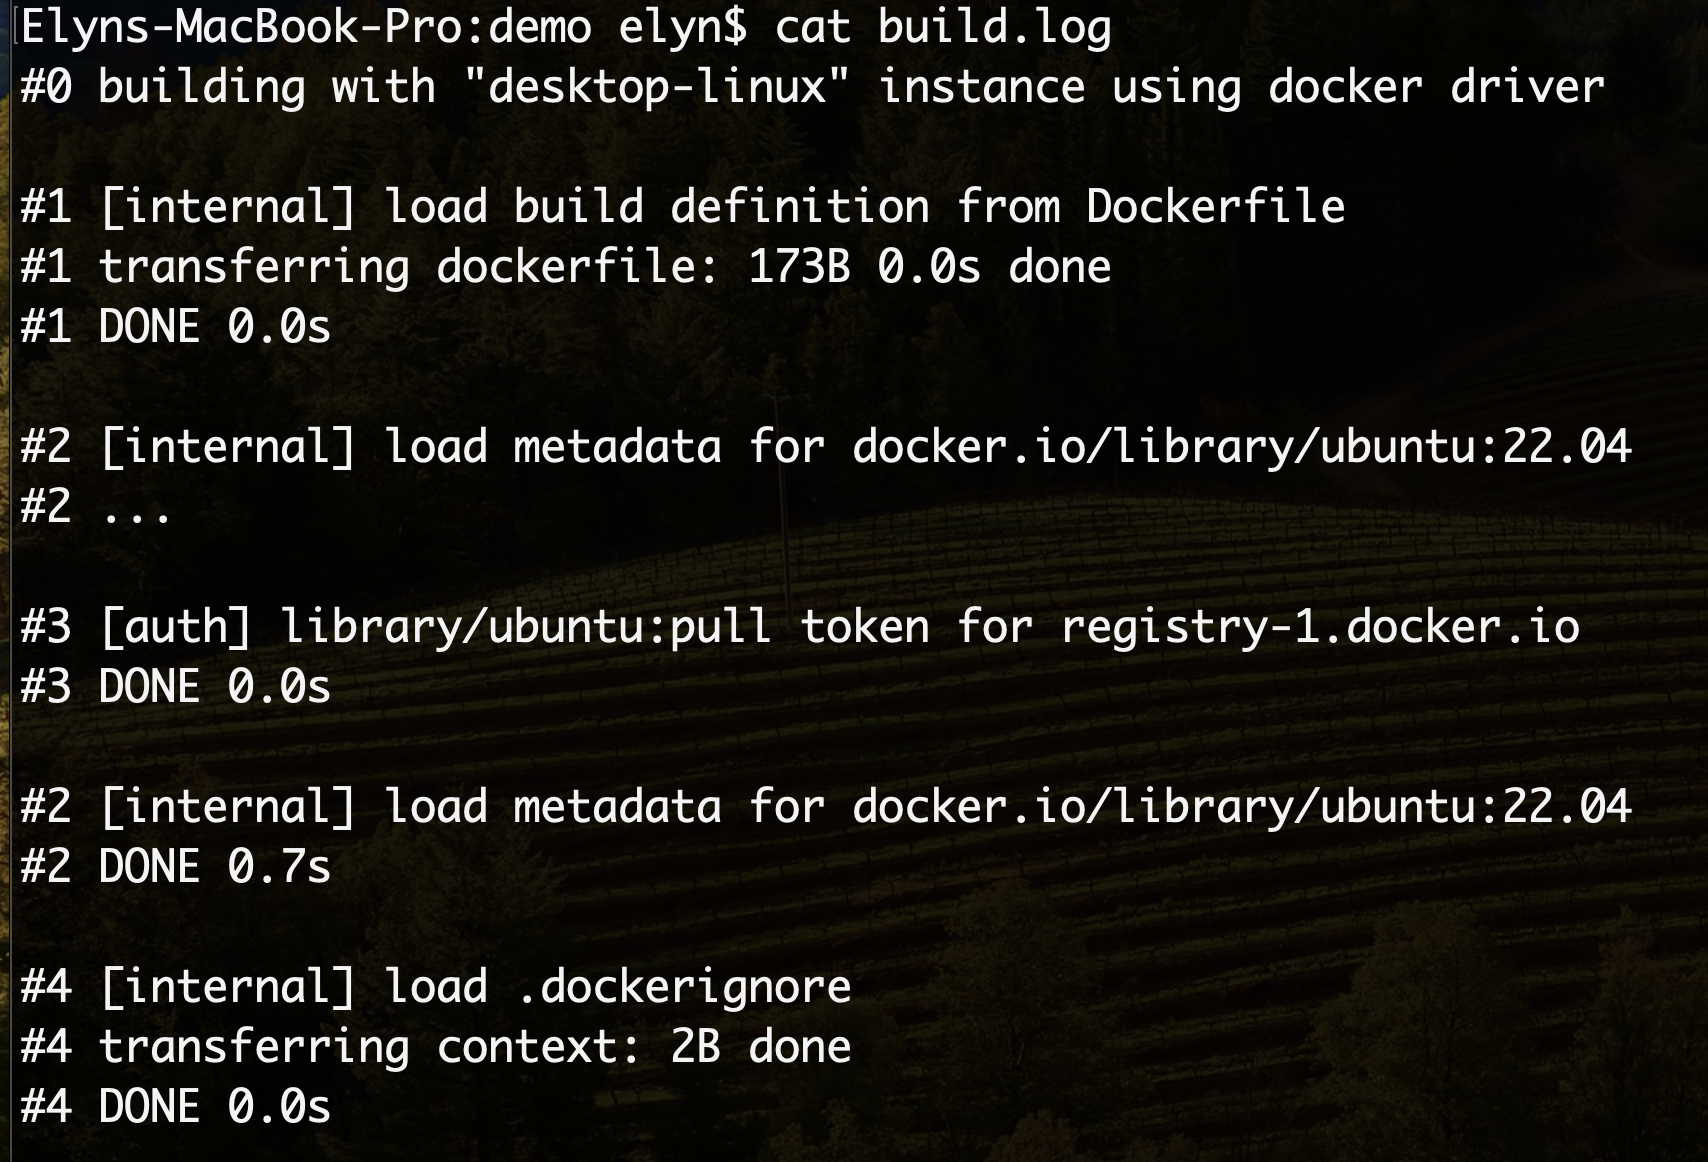 Elyns-MacBook-Pro:demo elyn$ cat build.log
#0 building with "desktop-linux" instance using docker driver
#1 [internal] load build definition from Dockerfile
#1 transferring dockerfile: 173B 0.0s done
#1 DONE 0.0s
#2 [internal] load metadata for docker.io/library/ubuntu:22.04
#2 ...
#3 [auth] library/ubuntu:pull token for registry-1.docker.io
#3 DONE 0.0s
#2 [internal] load metadata for docker.io/library/ubuntu:22.04
#2 DONE 0.7s
#4 [internal] load .dockerignore
#4 transferring context: 2B done
#4 DONE 0.0s